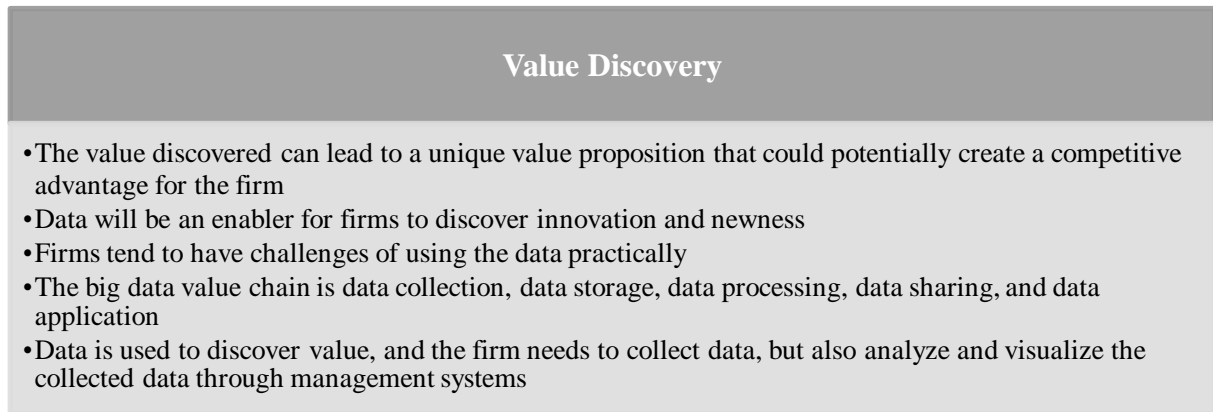 Value Discovery
•The value discovered can lead to a unique value proposition that could potentially create a competitive
advantage for the firm
•Data will be an enabler for firms to discover innovation and newness
•Firms tend to have challenges of using the data practically
•The big data value chain is data collection, data storage, data processing, data sharing, and data
application
•Data is used to discover value, and the firm needs to collect data, but also analyze and visualize the
collected data through management systems